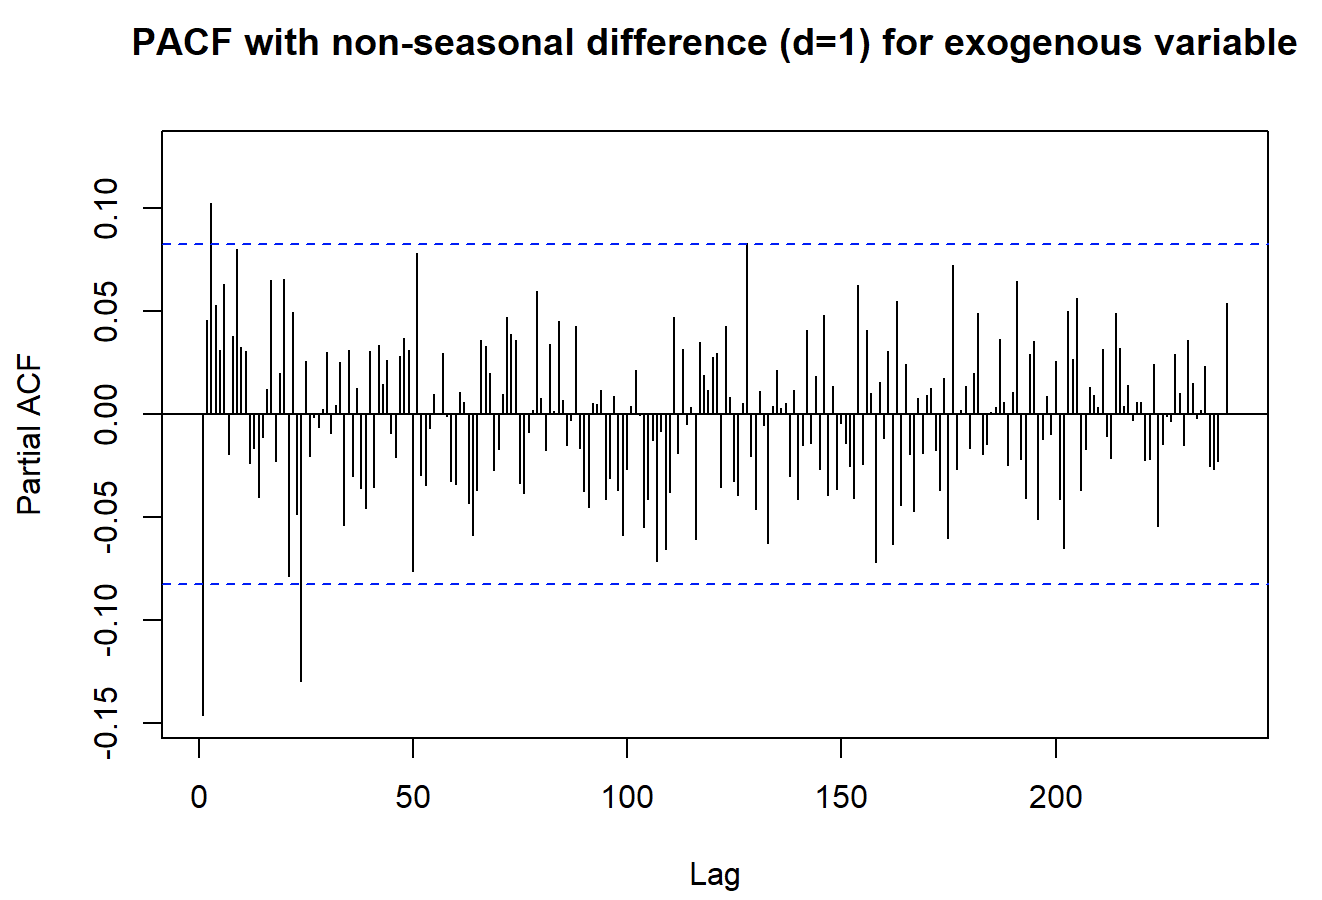 PACF with non-seasonal difference (d=1) for exogenous variable
Partial ACF
0.10
0.05
0.00
-0.05
-0.10
-0.15
0 50 100 150 200
Lag